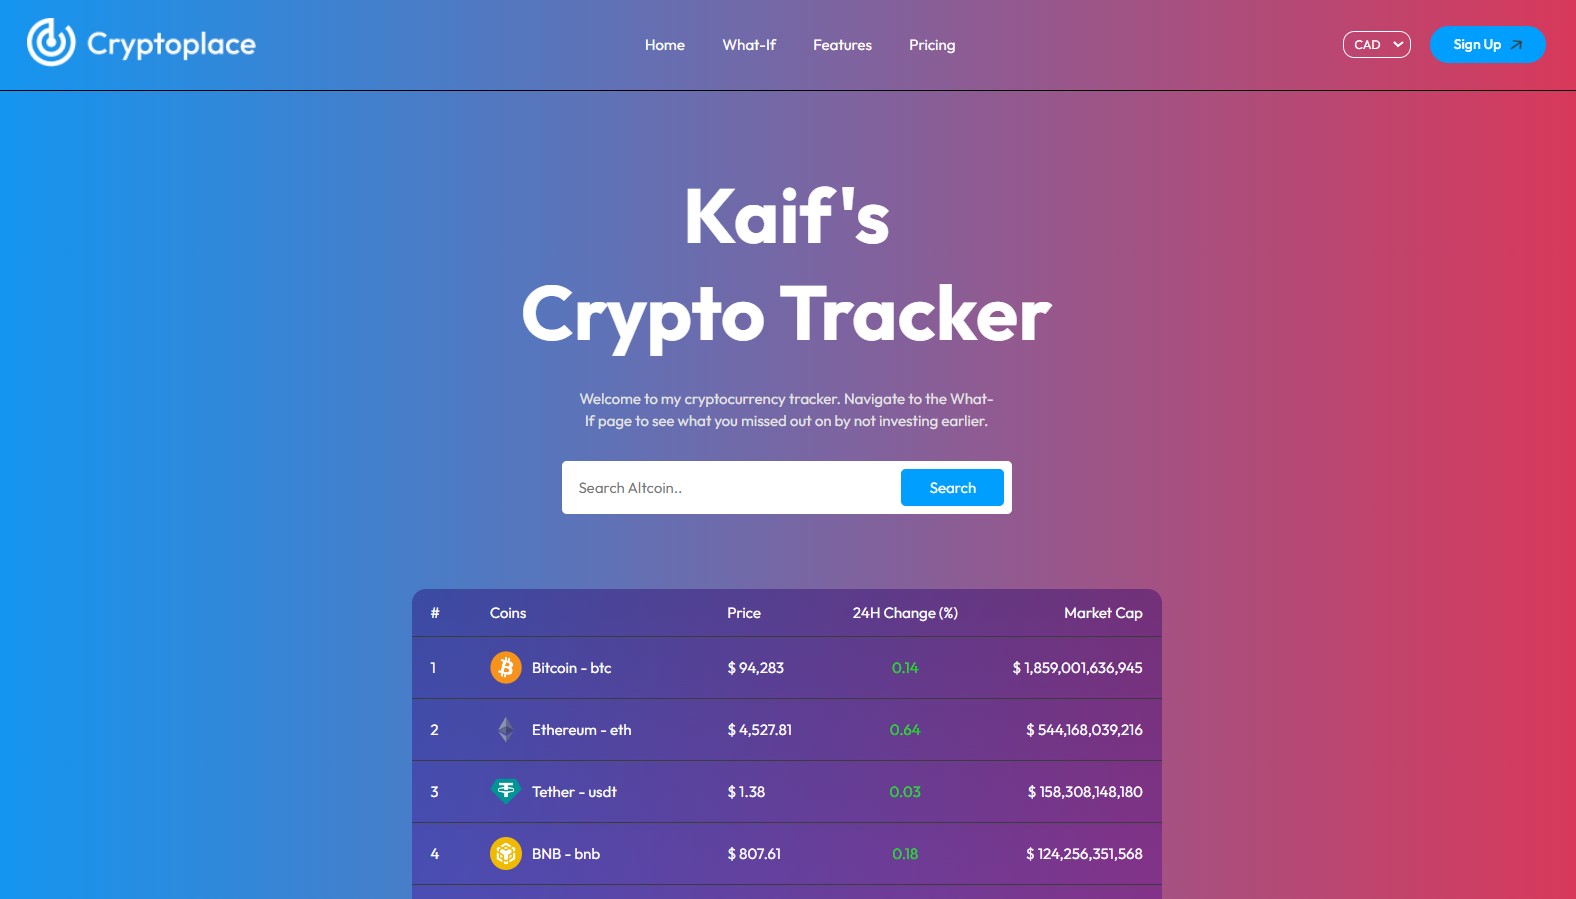 Cryptoplace
Home What-If Features Pricing
CAD
Sign Up
Kaif's
Crypto Tracker
Welcome to my cryptocurrency tracker. Navigate to the What-
If page to see what you missed out on by not investing earlier.
Search Altcoin..
Search
# Coins Price 24H Change (%) Market Cap
1 Bitcoin - btc $ 94,283 0.14 $ 1,859,001,636,945
2 Ethereum - eth $ 4,527.81 0.64 $ 544,168,039,216
3 Tether - usdt $ 1.38 0.03 $ 158,308,148,180
4 BNB - bnb $ 807.61 0.18 $ 124,256,351,568